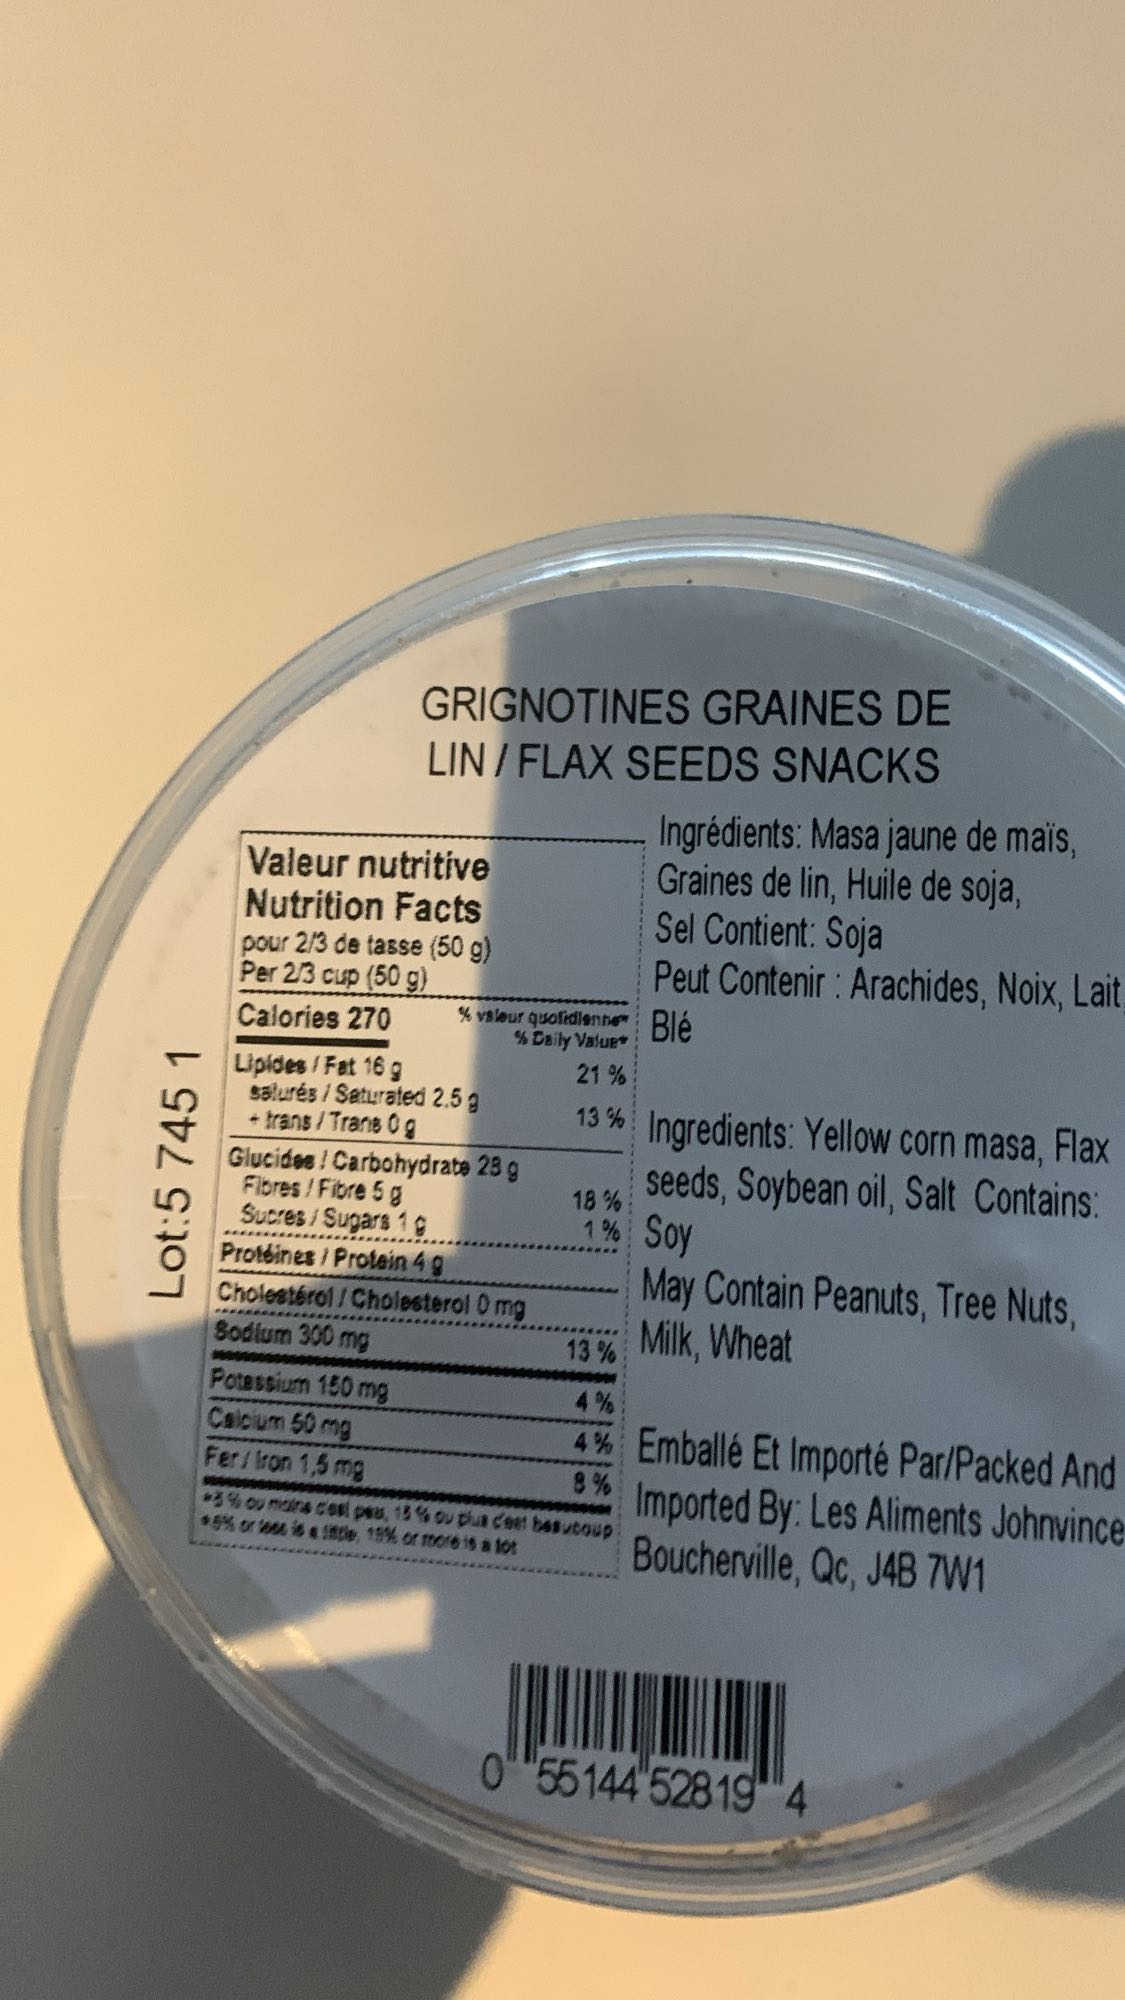 GRIGNOTINES GRAINES DE
LIN / FLAX SEEDS SNACKS
Valeur nutritive
Nutrition Facts
pour 2/3 de tasse (50 g)
Per 2/3 cup (50 g)
Calories 270
% valeur quotidienne*
% Daily Value*
Lipides / Fat 16 g 21 %
saturés / Saturated 2.5 g
+ trans / Trans 0 g 13 %
Glucides / Carbohydrate 28 g
Fibres / Fibre 5 g 18 %
Sucres / Sugars 1 g 1 %
Protéines / Protein 4 g
Cholestérol / Cholesterol 0 mg
Sodium 300 mg 13 %
Potassium 150 mg 4 %
Calcium 50 mg 4 %
Fer / Iron 1,5 mg 8 %
*5 % ou moins c'est peu, 15 % ou plus c'est beaucoup
*5% or less is a little, 15% or more is a lot
Ingrédients: Masa jaune de maïs,
Graines de lin, Huile de soja,
Sel Contient: Soja
Peut Contenir : Arachides, Noix, Lait,
Blé
Ingredients: Yellow corn masa, Flax
seeds, Soybean oil, Salt Contains:
Soy
May Contain Peanuts, Tree Nuts,
Milk, Wheat
Emballé Et Importé Par/Packed And
Imported By: Les Aliments Johnvince
Boucherville, Qc, J4B 7W1
Lot:5 745 1
0 55144 52819 4